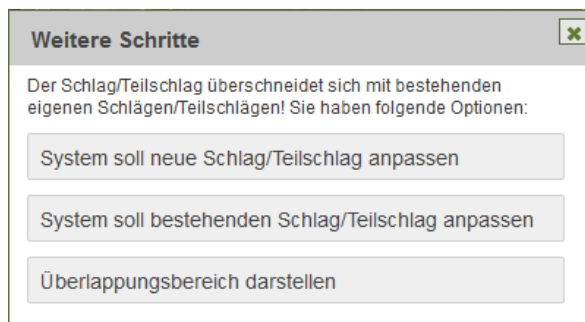 Weitere Schritte
Der Schlag/Teilschlag überschneidet sich mit bestehenden
eigenen Schlägen/Teilschlägen! Sie haben folgende Optionen:
System soll neue Schlag/Teilschlag anpassen
System soll bestehenden Schlag/Teilschlag anpassen
Überlappungsbereich darstellen